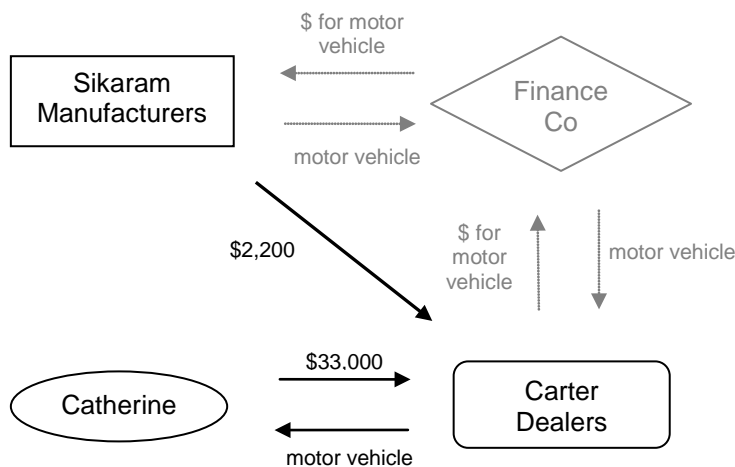 $ for motor
vehicle
Sikaram
Manufacturers
Finance
Co
motor vehicle
$2,200
$ for
motor
vehicle
motor vehicle
$33.000
Catherine
Carter
Dealers
motor vehicle